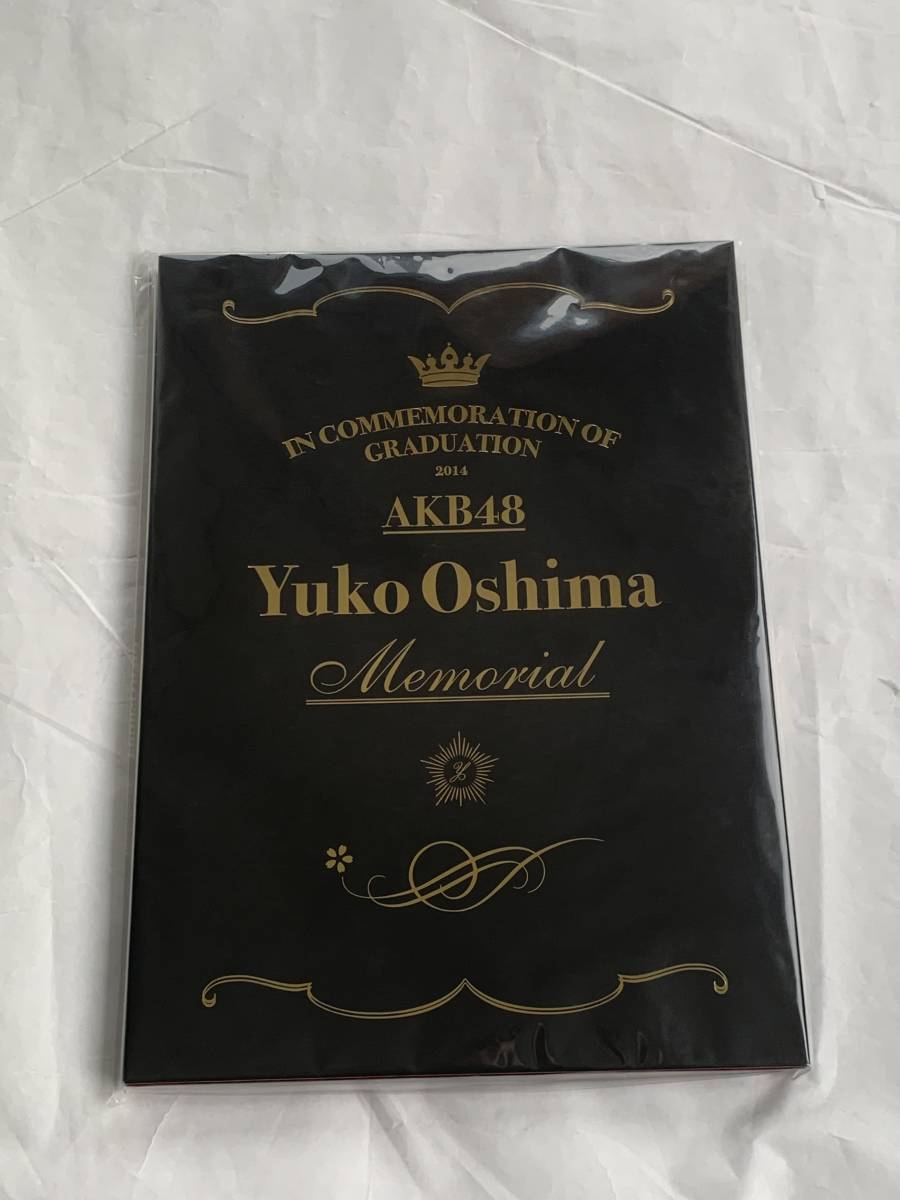 IN COMMEMORATION OF
GRADUATION
2014
AKB48
Yuko Oshima
Memorial